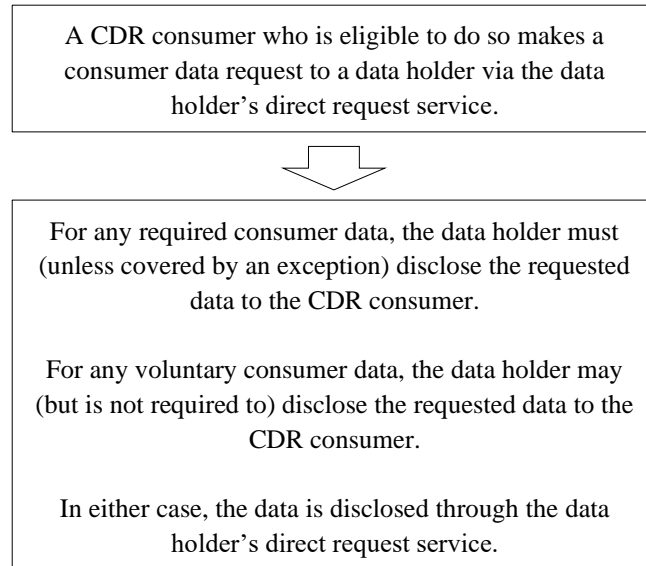 A CDR consumer who is eligible to do so makes a
consumer data request to a data holder via the data
holder’s direct request service.
For any required consumer data, the data holder must
(unless covered by an exception) disclose the requested
data to the CDR consumer.
For any voluntary consumer data, the data holder may
(but is not required to) disclose the requested data to the
CDR consumer.
In either case, the data is disclosed through the data
holder’s direct request service.